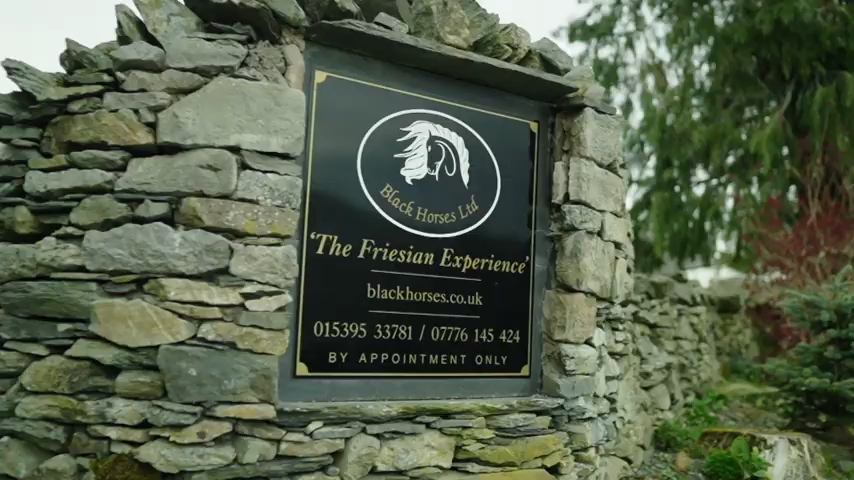 Black Horses Ltd
'The Friesian Experience'
blackhorses.co.uk
015395 33781 / 07776 145 424
BY APPOINTMENT ONLY